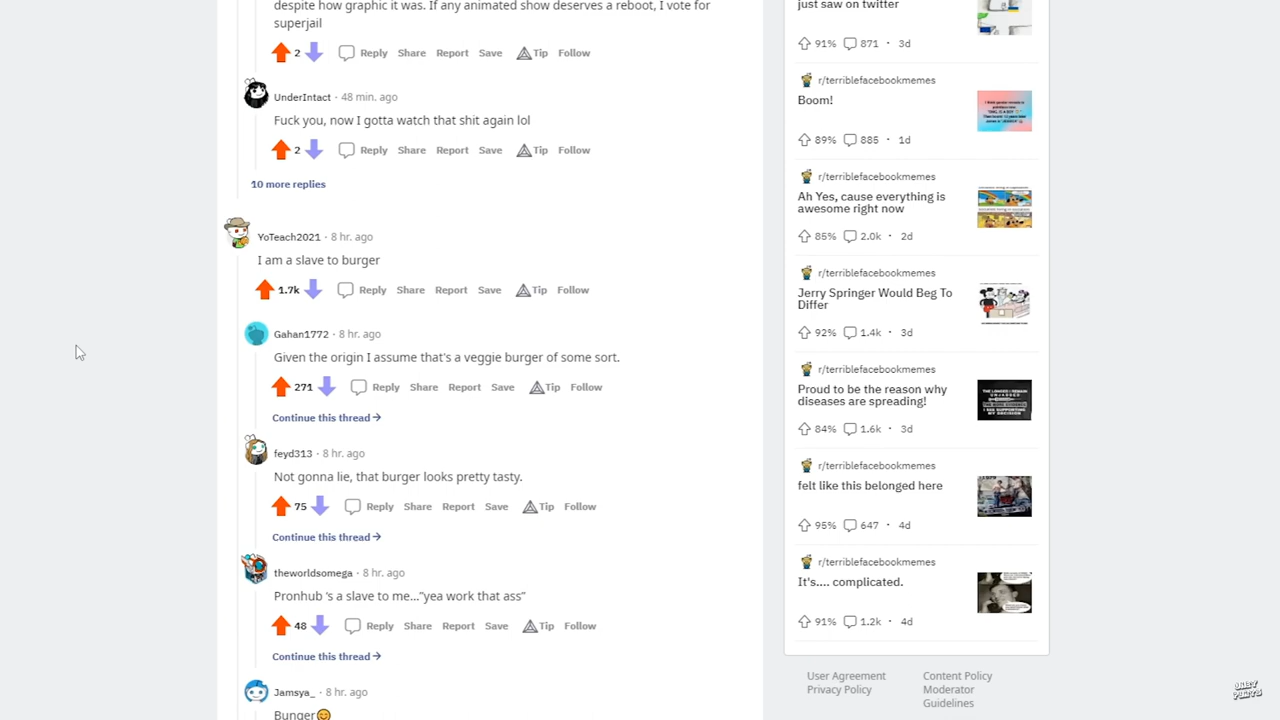 despite how graphic it was. If any animated show deserves a reboot, I vote for
superjail
2 Reply Share Report Save Tip Follow
UnderIntact · 48 min. ago
Fuck you, now I gotta watch that shit again lol
2 Reply Share Report Save Tip Follow
10 more replies
YoTeach2021 · 8 hr. ago
I am a slave to burger
1.7k Reply Share Report Save Tip Follow
Gahan1772 · 8 hr. ago
Given the origin I assume that's a veggie burger of some sort.
271 Reply Share Report Save Tip Follow
Continue this thread→
feyd313 · 8 hr. ago
Not gonna lie, that burger looks pretty tasty.
75 Reply Share Report Save Tip Follow
Continue this thread→
theworldsomega · 8 hr. ago
Pronhub 's a slave to me..."yea work that ass"
48 Reply Share Report Save Tip Follow
Continue this thread→
Jamsya_ · 8 hr. ago
Bunger😊
just saw on twitter
91% 871 · 3d
r/terriblefacebookmemes
Boom!
89% 885 · 1d
r/terriblefacebookmemes
Ah Yes, cause everything is
awesome right now
85% 2.0k · 2d
r/terriblefacebookmemes
Jerry Springer Would Beg To
Differ
92% 1.4k · 3d
r/terriblefacebookmemes
Proud to be the reason why
diseases are spreading!
84% 1.6k · 3d
r/terriblefacebookmemes
felt like this belonged here
95% 647 · 4d
r/terriblefacebookmemes
It's.... complicated.
91% 1.2k · 4d
User Agreement
Privacy Policy
Content Policy
Moderator
Guidelines